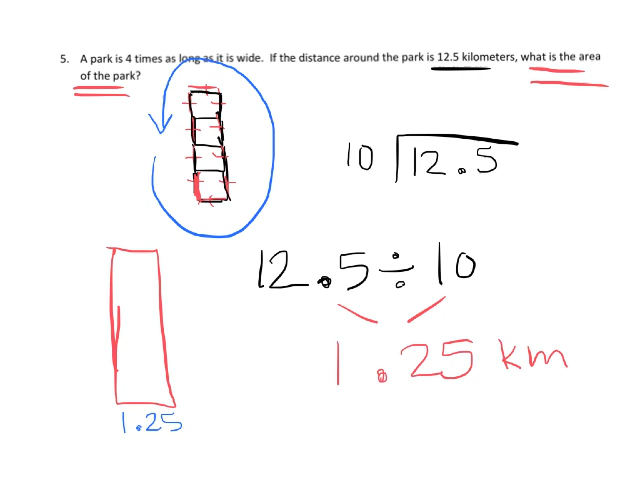 5. A park is 4 times as long as it is wide. If the distance around the park is 12.5 kilometers, what is the area
of the park?
10 12.5
12.5 ÷ 10
1.25 km
1.25